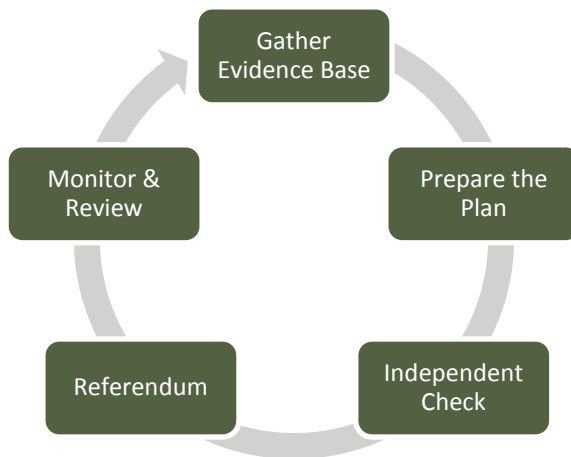 Gather
Evidence Base
Prepare the
Plan
Independent
Check
Referendum
Monitor &
Review